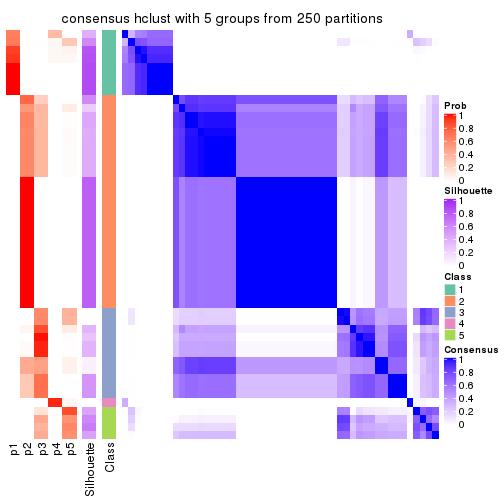 consensus hclust with 5 groups from 250 partitions
Prob
1
0.8
0.6
0.4
0.2
0
Silhouette
1
0.8
0.6
0.4
0.2
0
Class
1
2
3
4
5
Consensus
1
0.8
0.6
0.4
0.2
0
p1
p2
p3
p4
p5
Silhouette
Class